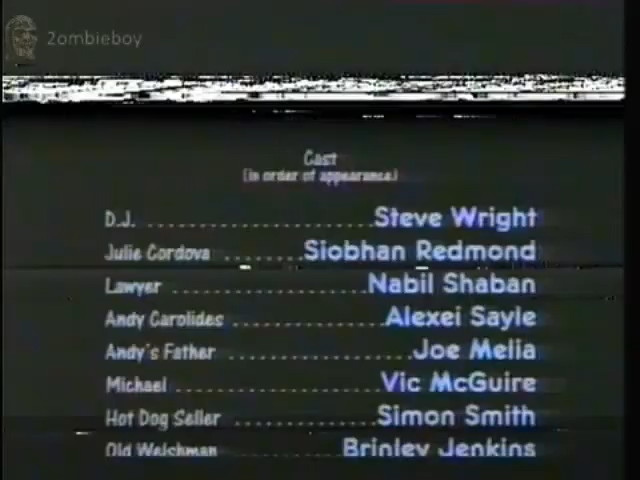 2ombieboy
Cast
(in order of appearance)
D.J. ........................ Steve Wright
Julie Cordova ........ Siobhan Redmond
Lawyer .................... Nabil Shaban
Andy Carolides ................ Alexei Sayle
Andy's Father ................... Joe Melia
Michael ..................... Vic McGuire
Hot Dog Seller .............. Simon Smith
Old Welchman ............ Brinley Jenkins